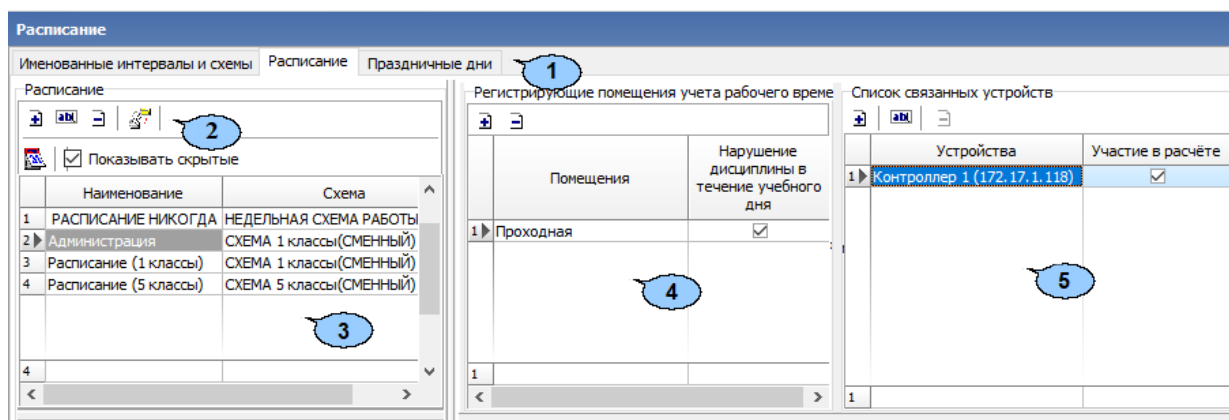 Расписание
Именованные интервалы и схемы Расписание Праздничные дни 1
Расписание
abl
2
Показывать скрытые
Наименование Схема
1 РАСПИСАНИЕ НИКОГДА НЕДЕЛЬНАЯ СХЕМА РАБОТЫ
2 Администрация СХЕМА 1 классы(СМЕННЫЙ)
3 Расписание (1 классы) СХЕМА 1 классы(СМЕННЫЙ)
4 Расписание (5 классы) СХЕМА 5 классы(СМЕННЫЙ)
3
4
Регистрирующие помещения учета рабочего време
Помещения Нарушение
дисциплины в
течение учебного
дня
1 Проходная
4
1
Список связанных устройств
abl
Устройства Участие в расчёте
1 Контроллер 1 (172.17.1.118)
5
1